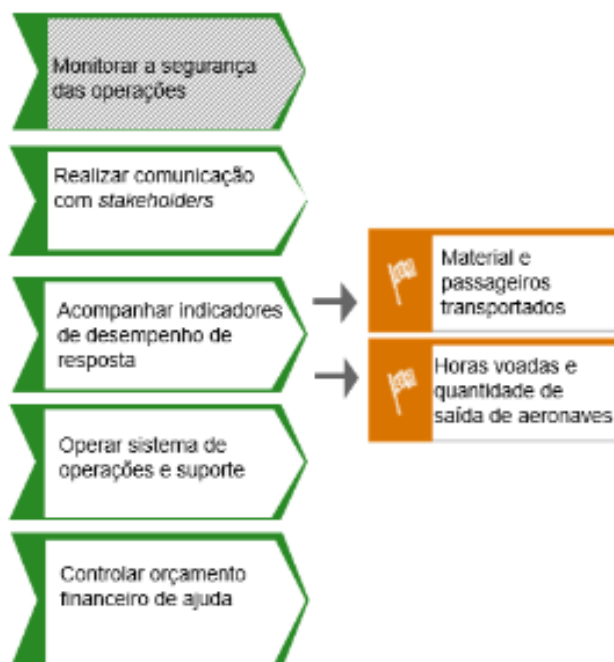 Monitorar a segurança
das operações
Realizar comunicação
com stakeholders
Acompanhar indicadores
de desempenho de
resposta
Material e
passageiros
transportados
Horas voadas e
quantidade de
saída de aeronaves
Operar sistema de
operações e suporte
Controlar orçamento
financeiro de ajuda